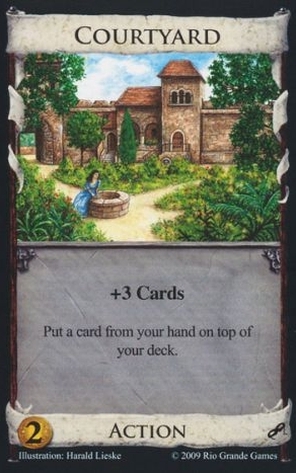 COURTYARD
+3 Cards
Put a card from your hand on top of
your deck.
2
ACTION
Illustration: Harald Lieske © 2009 Rio Grande Games